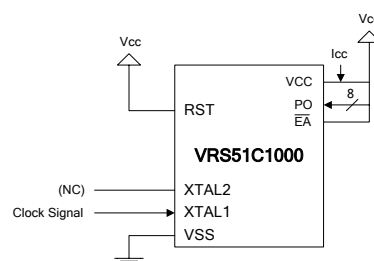 Vcc
Vcc
Icc
VCC
8
RST
PO
EA
VRS51C1000
(NC)
XTAL2
Clock Signal
XTAL1
VSS